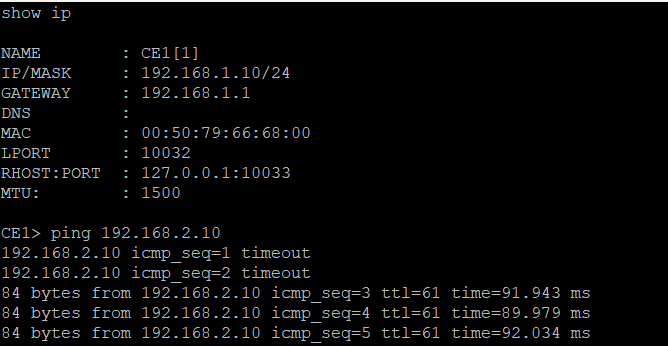 show ip
NAME : CE1[1]
IP/MASK : 192.168.1.10/24
GATEWAY : 192.168.1.1
DNS :
MAC : 00:50:79:66:68:00
LPORT : 10032
RHOST:PORT : 127.0.0.1:10033
MTU: : 1500
CE1> ping 192.168.2.10
192.168.2.10 icmp_seq=1 timeout
192.168.2.10 icmp_seq=2 timeout
84 bytes from 192.168.2.10 icmp_seq=3 ttl=61 time=91.943 ms
84 bytes from 192.168.2.10 icmp_seq=4 ttl=61 time=89.979 ms
84 bytes from 192.168.2.10 icmp_seq=5 ttl=61 time=92.034 ms